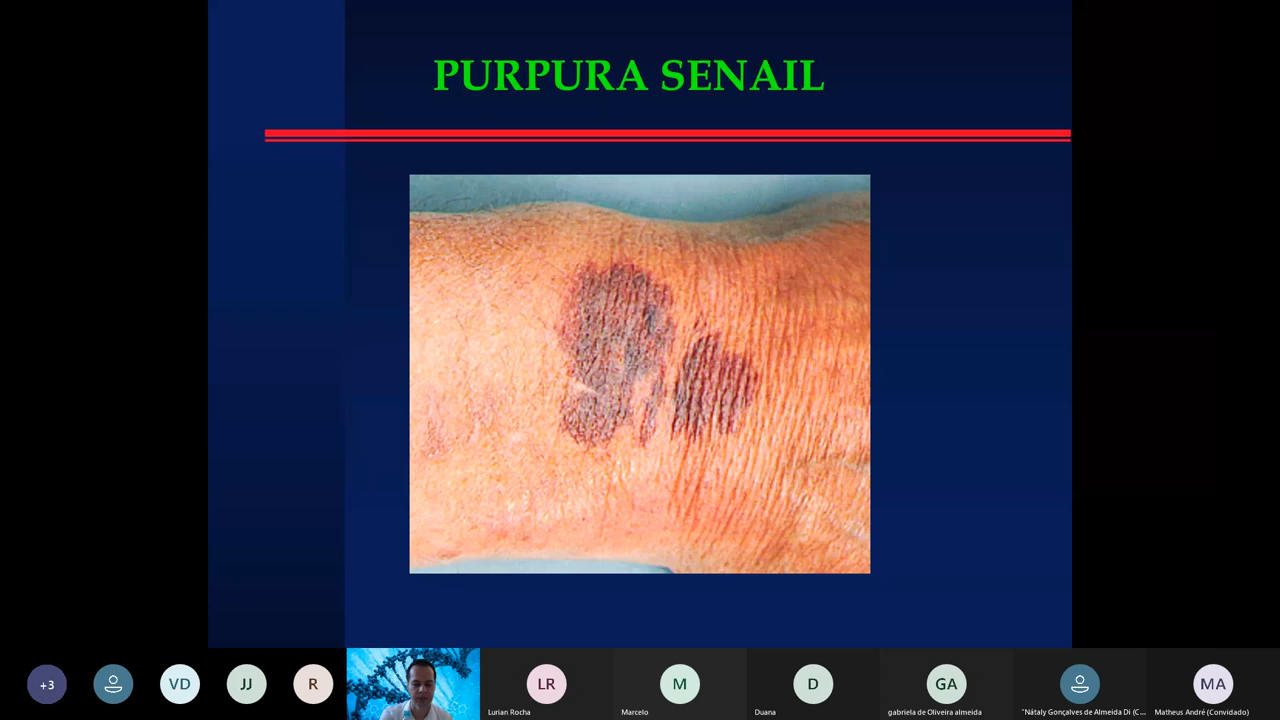 PURPURA SENAIL
+3
VD
JJ
R
LR
M
D
GA
MA
Lurian Rocha
Marcelo
Duana
gabriela de Oliveira almeida
"Nátaly Gonçalves de Almeida Di (C...
Matheus André (Convidado)